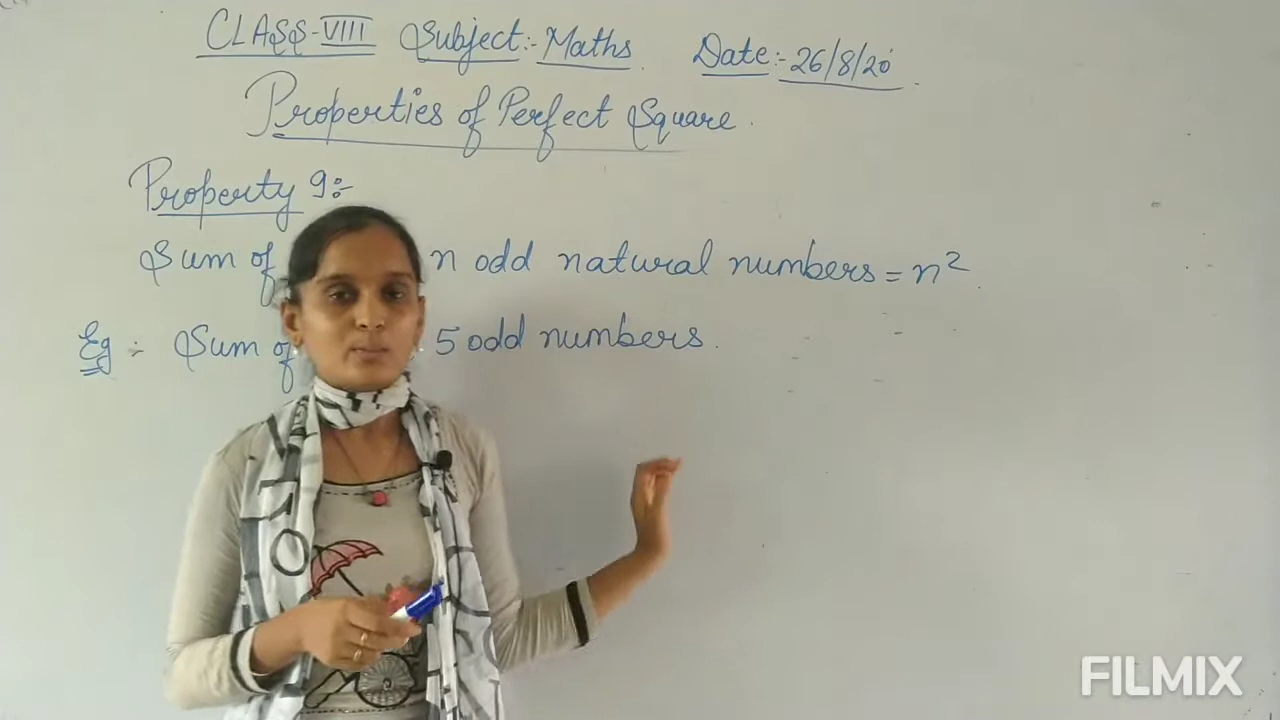 CLASS-VIII Subject:- Maths Date:- 26/8/20
Properties of Perfect Square.
Property 9:-
Sum of n odd natural numbers = n²
Eg :- Sum of 5 odd numbers.
FILMIX